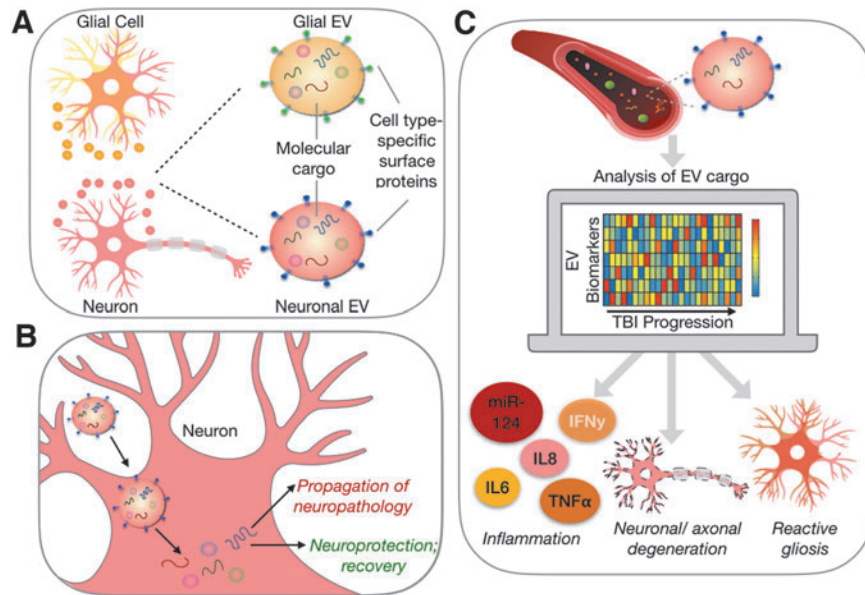 A
Glial Cell
Glial EV
Molecular
cargo
Cell type-
specific
surface
proteins
Neuron
Neuronal EV
B
Neuron
Propagation of
neuropathology
Neuroprotection;
recovery
C
Analysis of EV cargo
EV
Biomarkers
TBI Progression
miR-
124
IFNγ
IL8
IL6
TNFα
Inflammation
Neuronal/ axonal
degeneration
Reactive
gliosis